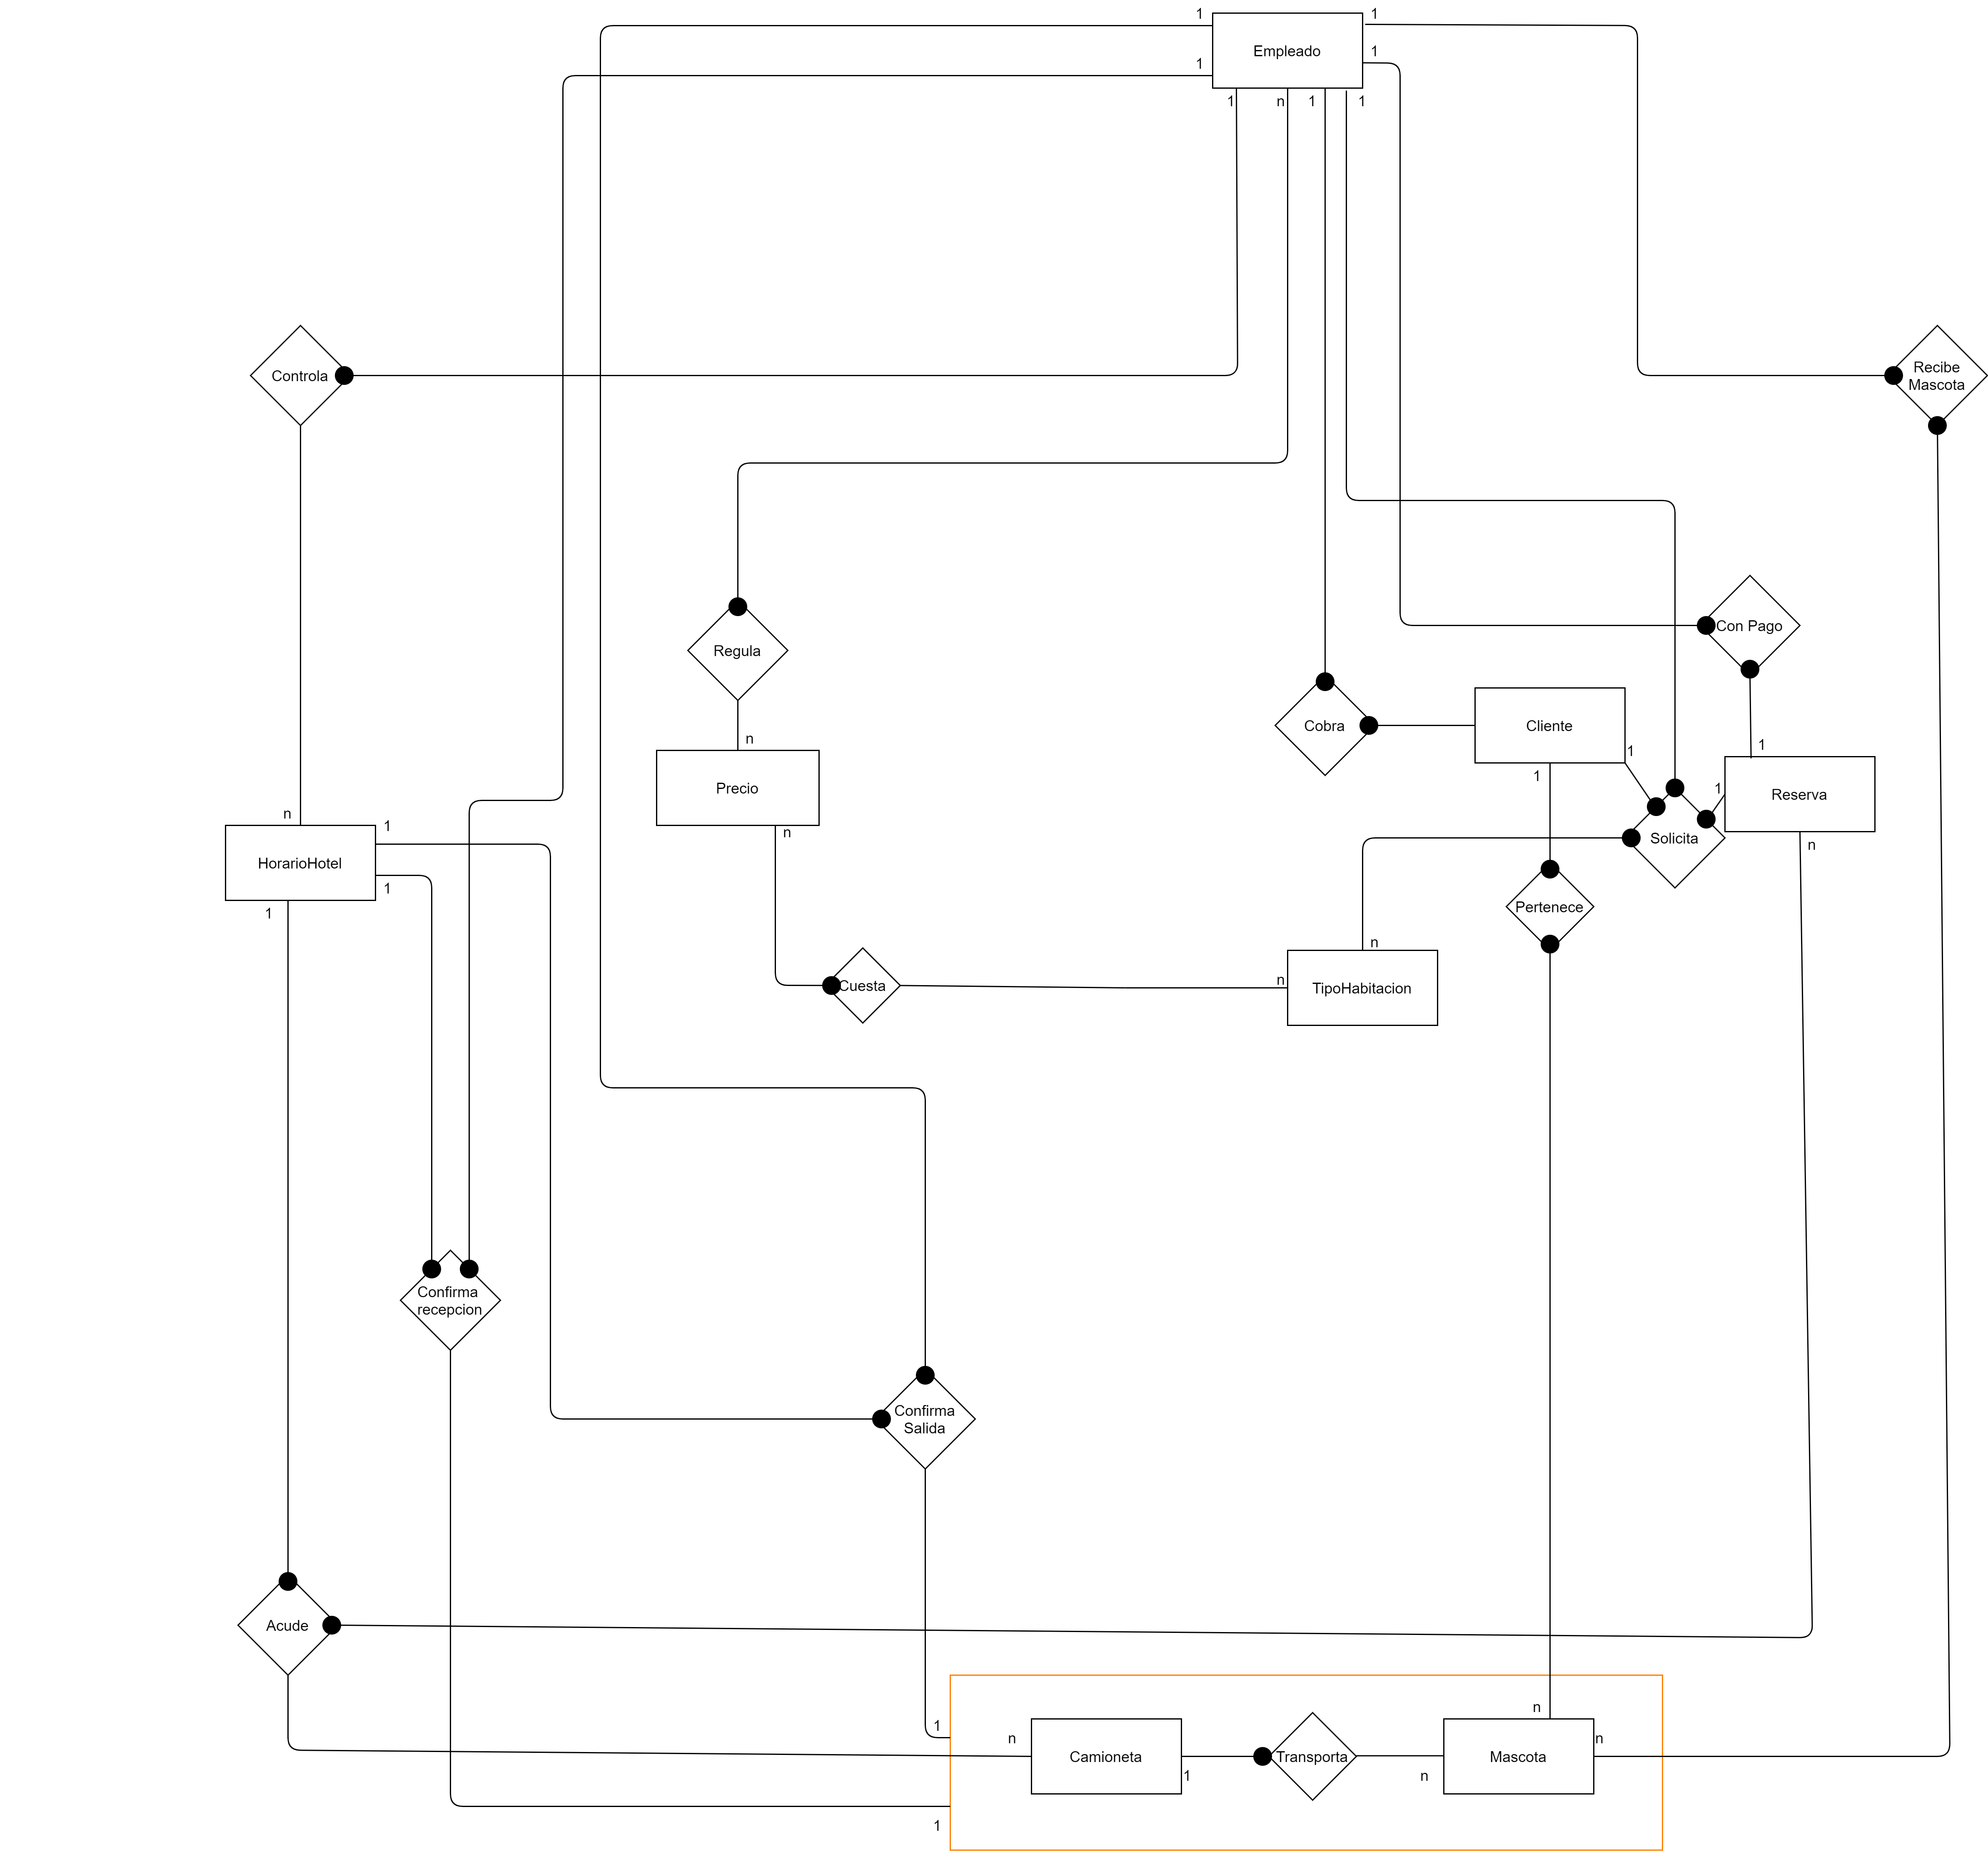 1
1
Empleado
1
1
1
n
1
1
Controla
Recibe
Mascota
Con Pago
Regula
Cobra
Cliente
n
1
1
1
1
Precio
Reserva
n
1
n
Solicita
n
HorarioHotel
1
1
Pertenece
n
Cuesta
n
TipoHabitacion
Confirma
recepcion
Confirma
Salida
Acude
n
1
n
n
Camioneta
Transporta
Mascota
1
n
1